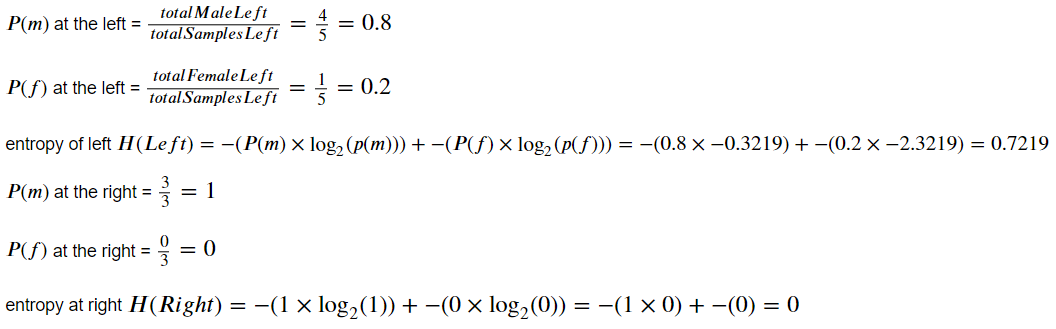 P(m) at the left = totalMaleLeft/totalSamplesLeft = 4/5 = 0.8
P(f) at the left = totalFemaleLeft/totalSamplesLeft = 1/5 = 0.2
entropy of left H(Left) = −(P(m) × log₂(p(m))) + −(P(f) × log₂(p(f))) = −(0.8 × −0.3219) + −(0.2 × −2.3219) = 0.7219
P(m) at the right = 3/3 = 1
P(f) at the right = 0/3 = 0
entropy at right H(Right) = −(1 × log₂(1)) + −(0 × log₂(0)) = −(1 × 0) + −(0) = 0